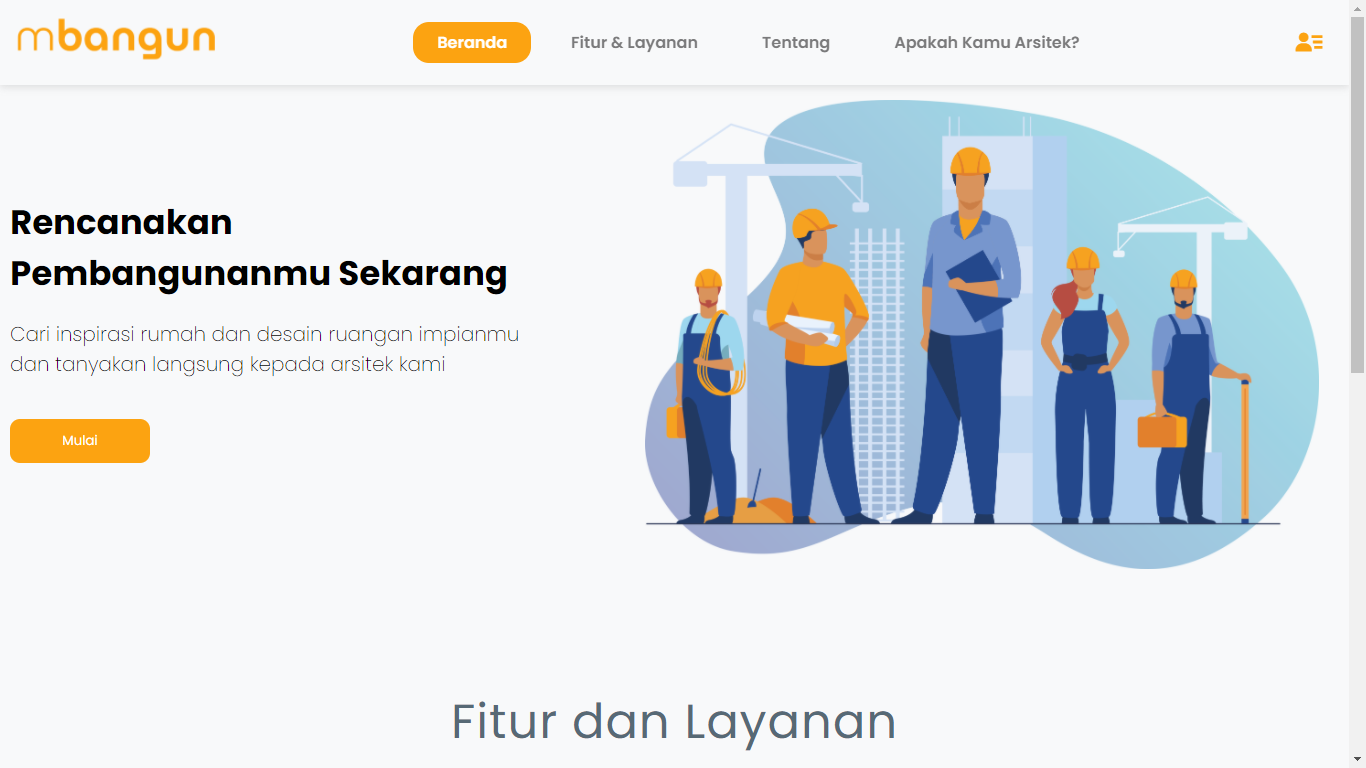 mbangun
Beranda
Fitur & Layanan
Tentang
Apakah Kamu Arsitek?
Rencanakan
Pembangunanmu Sekarang
Cari inspirasi rumah dan desain ruangan impianmu
dan tanyakan langsung kepada arsitek kami
Mulai
Fitur dan Layanan